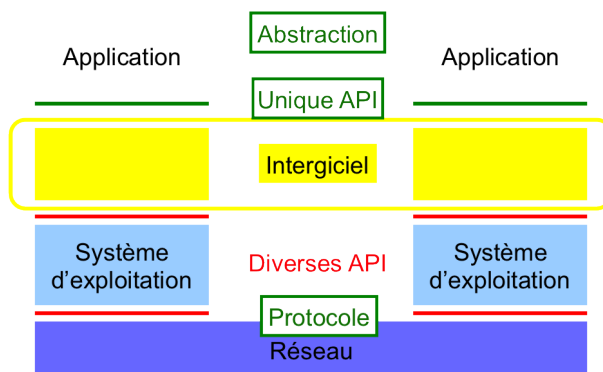 Abstraction
Application
Application
Unique API
Intergiciel
Système
d'exploitation
Diverses API
Système
d'exploitation
Protocole
Réseau